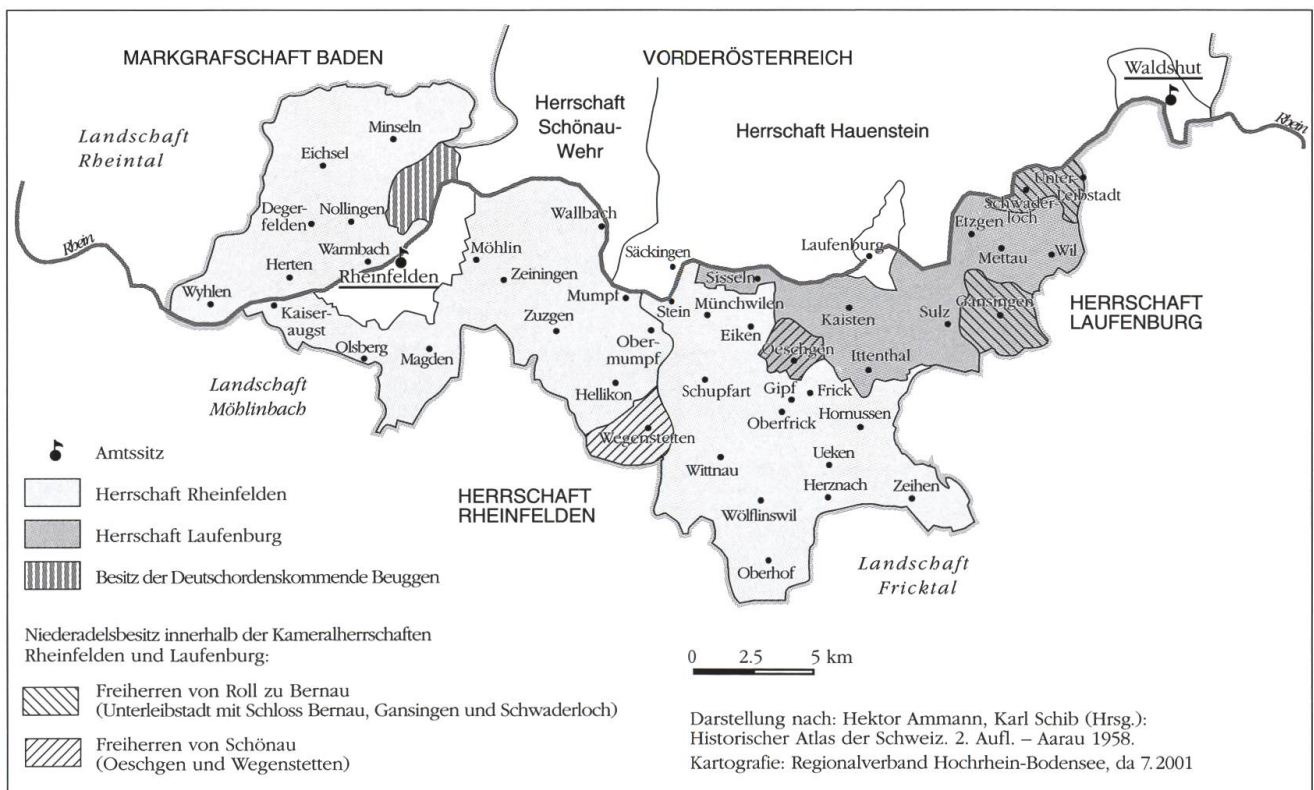 MARKGRAFSCHAFT BADEN
VORDERÖSTERREICH
Waldshut
Landschaft
Rheintal
Minseln
Herrschaft
Schönau-
Wehr
Herrschaft Hauenstein
Rhein
Eichsel
Unter-
Leibstadt
Schwader-
loch
Deger-
felden
Nollingen
Wallbach
Etzgen
Rhein
Warmbach
Möhlin
Säckingen
Laufenburg
Mettau
Wil
Herten
Rheinfelden
Zeiningen
Sisseln
Wyhlen
Kaiser-
augst
Mumpf
Stein
Münchwilen
Kaisten
Sulz
Gansingen
HERRSCHAFT
LAUFENBURG
Zuzgen
Ober-
mumpf
Eiken
Olsberg
Magden
Oeschgen
Ittenthal
Landschaft
Möhlinbach
Hellikon
Schupfart
Gipf
Frick
Oberfrick
Hornussen
Wegenstetten
Wittnau
Ueken
HERRSCHAFT
RHEINFELDEN
Herznach
Zeihen
Wölflinswil
Oberhof
Landschaft
Fricktal
Amtssitz
Herrschaft Rheinfelden
Herrschaft Laufenburg
Besitz der Deutschordenskommende Beuggen
Niederadelsbesitz innerhalb der Kameralherrschaften
Rheinfelden und Laufenburg:
Freiherren von Roll zu Bernau
(Unterleibstadt mit Schloss Bernau, Gansingen und Schwaderloch)
Freiherren von Schönau
(Oeschgen und Wegenstetten)
0 2.5 5 km
Darstellung nach: Hektor Ammann, Karl Schib (Hrsg.):
Historischer Atlas der Schweiz. 2. Aufl. – Aarau 1958.
Kartografie: Regionalverband Hochrhein-Bodensee, da 7.2001